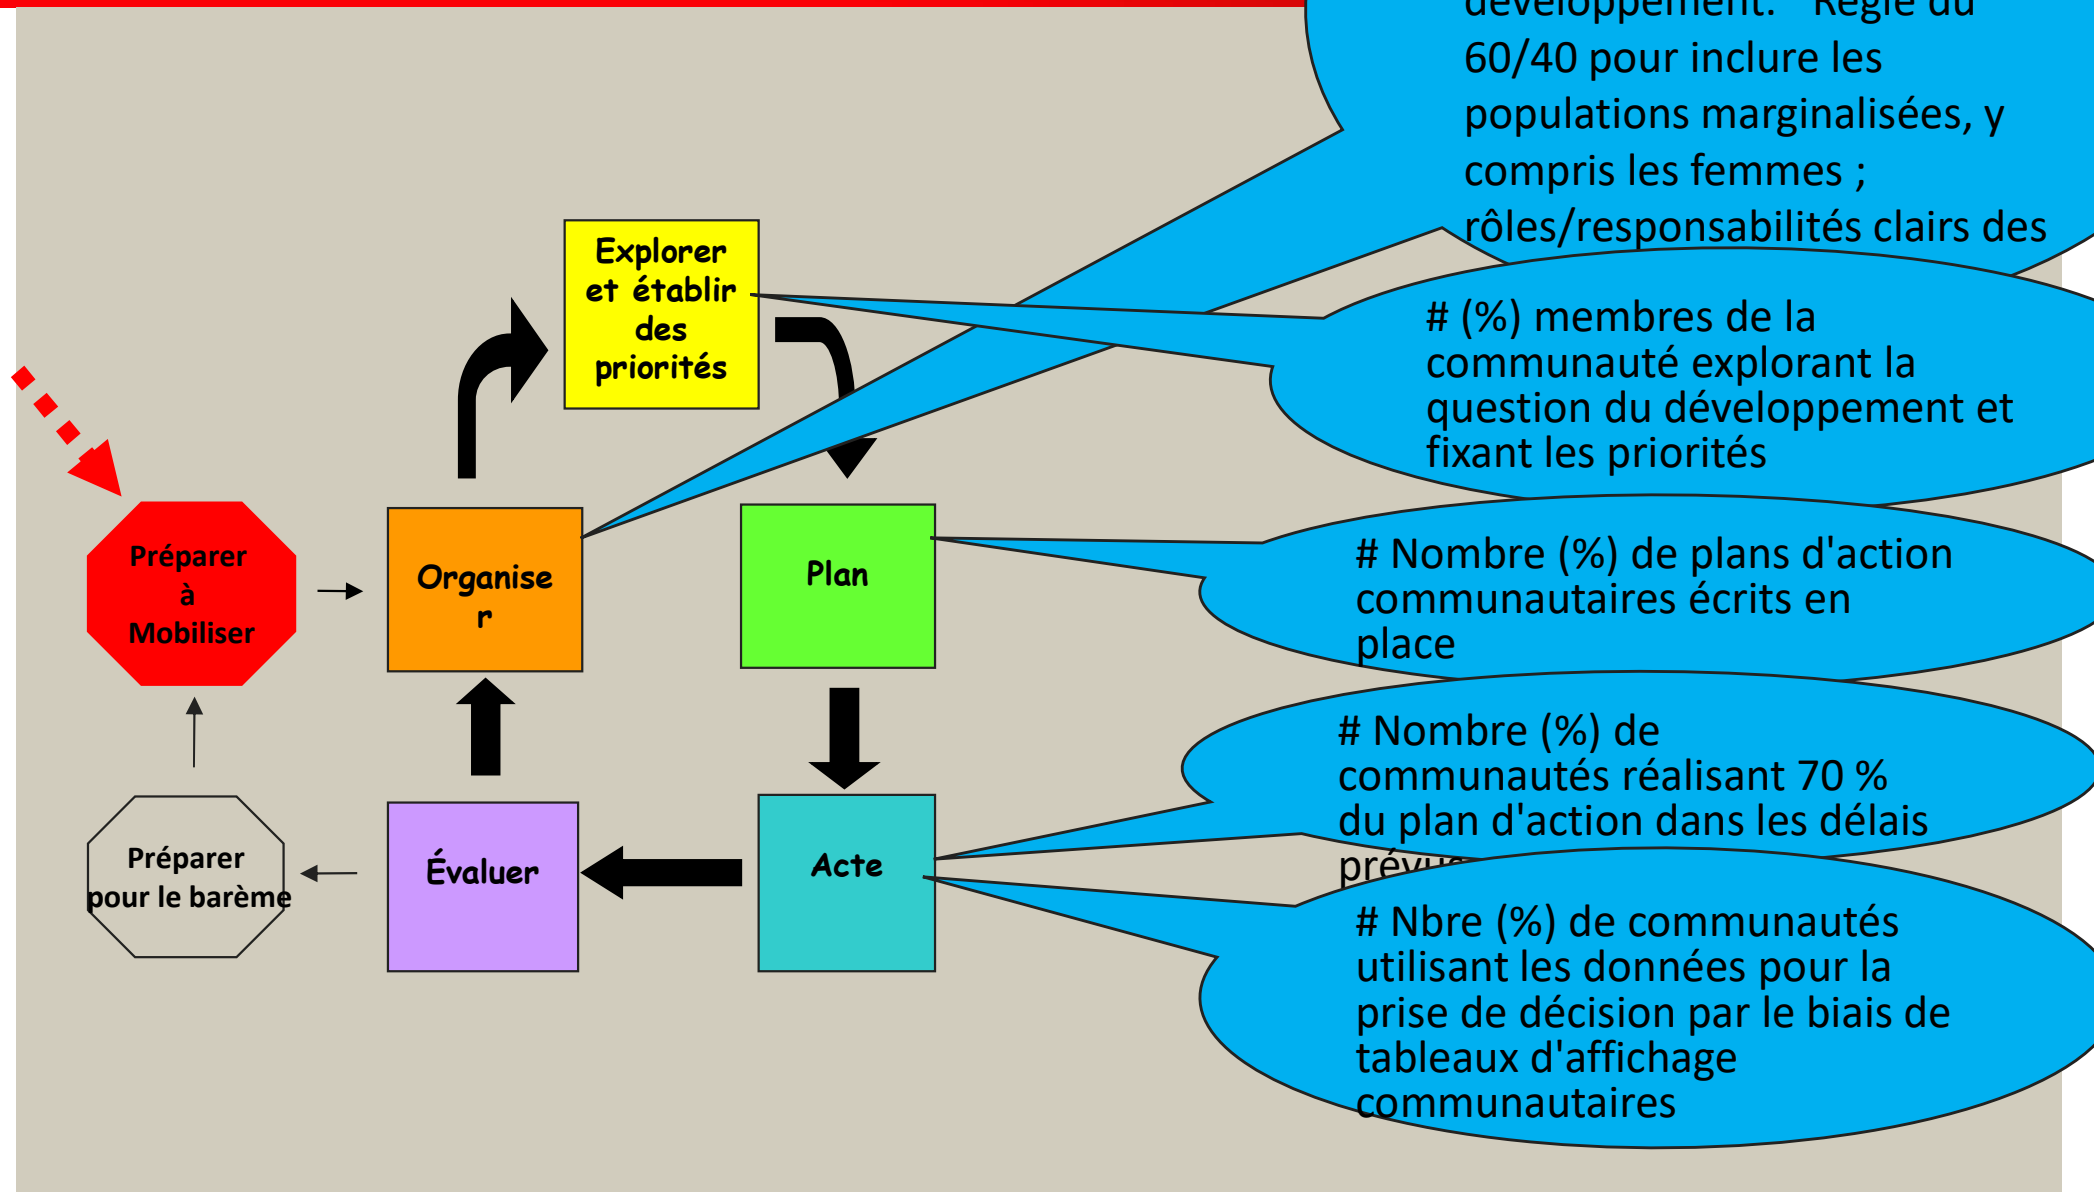 développement. Règle du
60/40 pour inclure les
populations marginalisées, y
compris les femmes ;
rôles/responsabilités clairs des
Explorer
et établir
des
priorités
# (%) membres de la
communauté explorant la
question du développement et
fixant les priorités
Préparer
à
Mobiliser
Organise
r
Plan
# Nombre (%) de plans d'action
communautaires écrits en
place
# Nombre (%) de
communautés réalisant 70 %
du plan d'action dans les délais
Préparer
pour le barème
Évaluer
Acte
# Nbre (%) de communautés
utilisant les données pour la
prise de décision par le biais de
tableaux d'affichage
communautaires